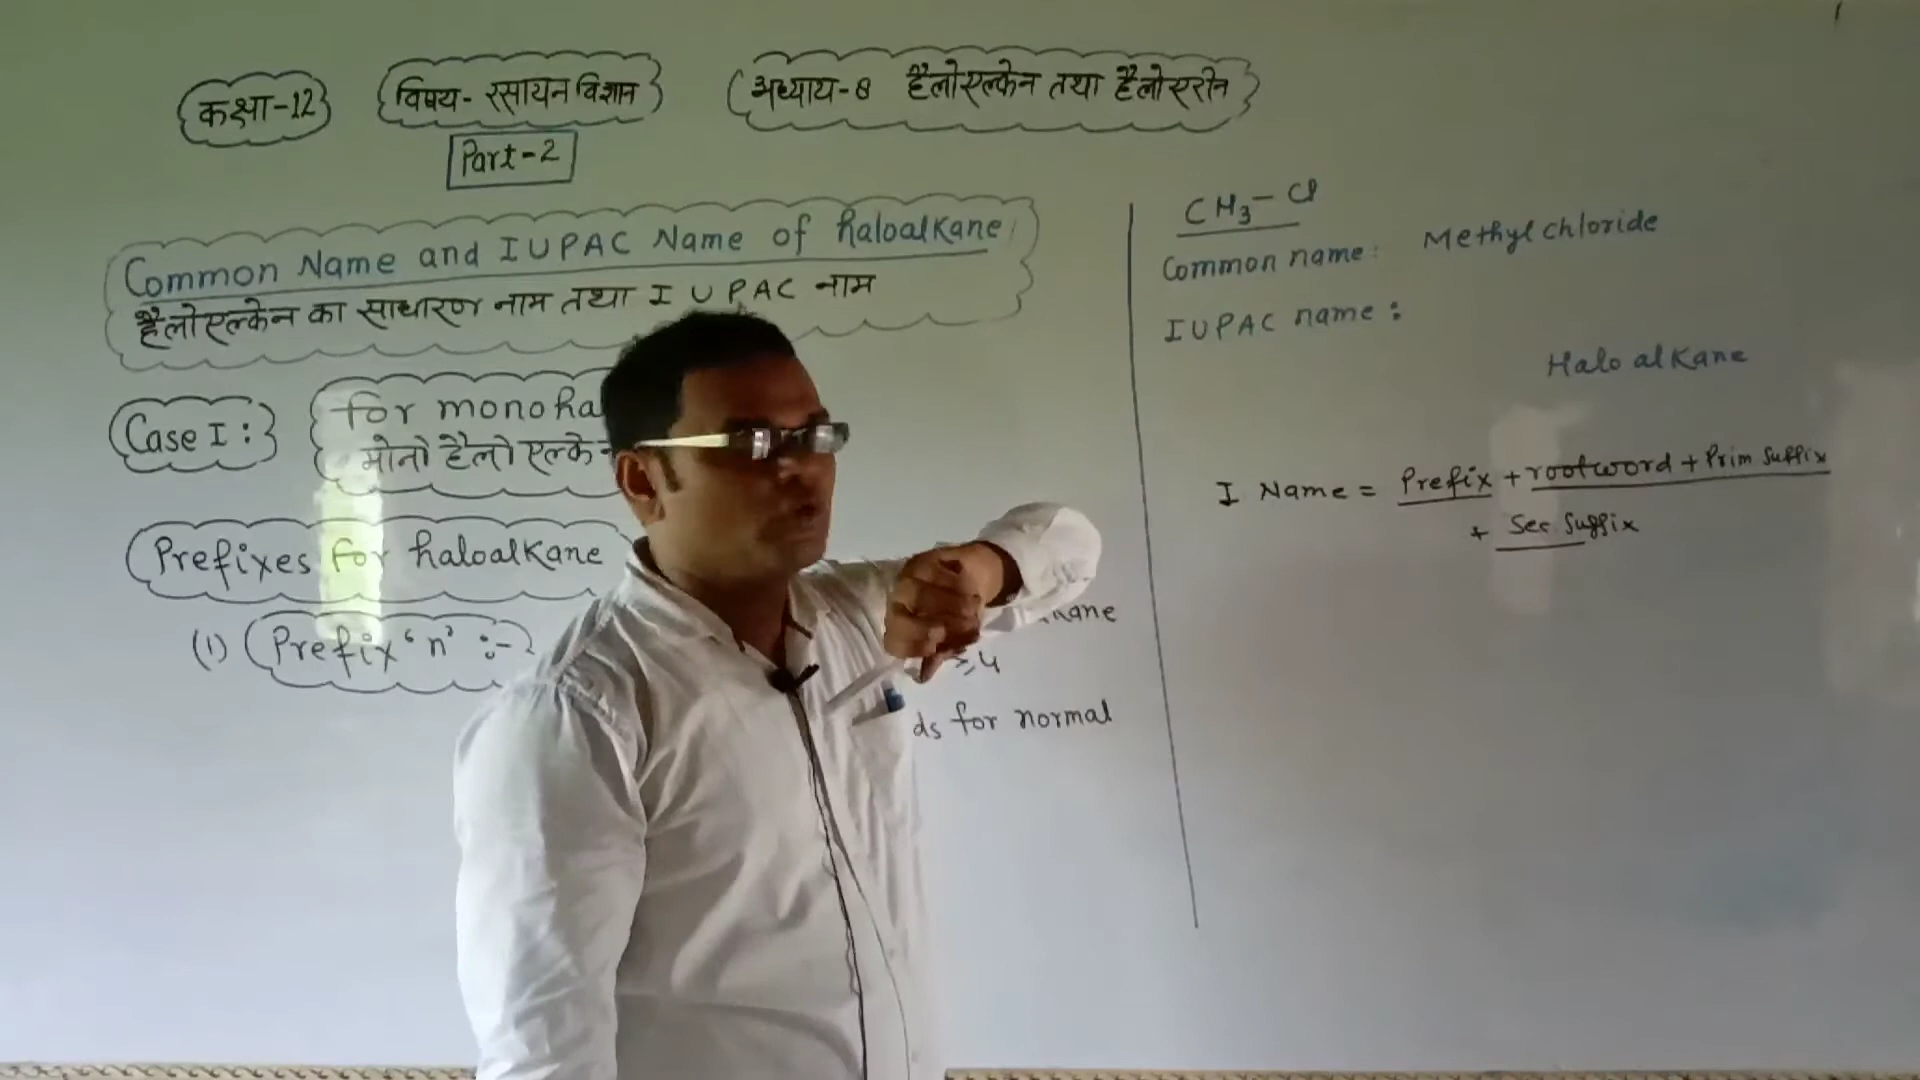 कक्षा-12
विषय- रसायन विज्ञान
अध्याय-8 हैलोएल्केन तथा हैलोएरीन
Part-2
Common Name and IUPAC Name of haloalkane
हैलोएल्केन का साधारण नाम तथा I U P A C नाम
Case I :
for monoha
मोनो हैलो एल्केन
Prefixes for haloalkane
(1) Prefix 'n' :-
≥4
ds for normal
CH3-Cl
Common name: Methyl chloride
IUPAC name :
Halo alkane
I Name = Prefix + rootword + Prim suffix
+ Sec suffix